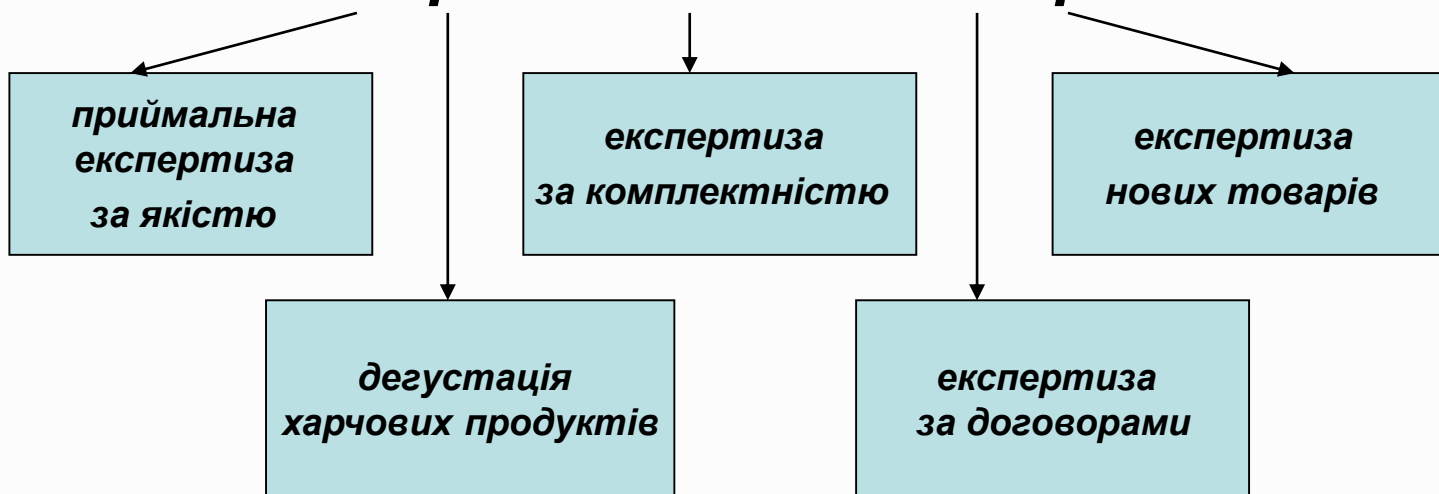 приймальна
експертиза
за якістю
експертиза
за комплектністю
експертиза
нових товарів
дегустація
харчових продуктів
експертиза
за договорами